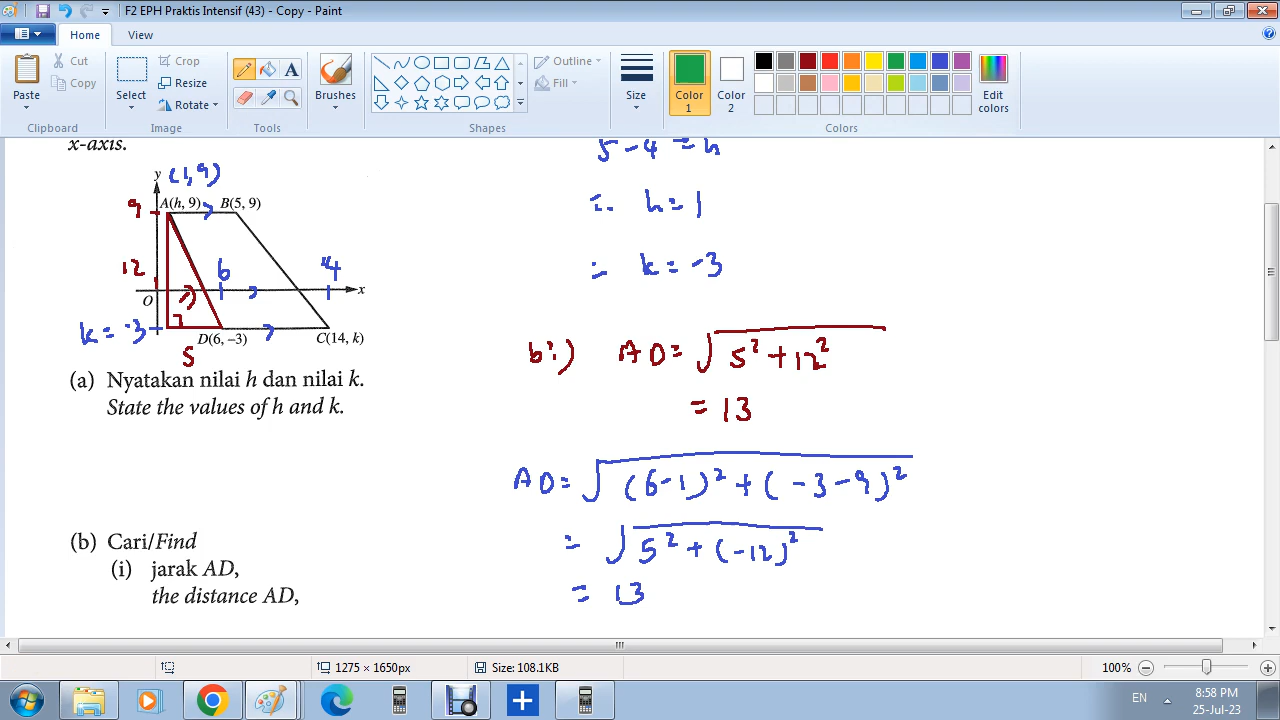 F2 EPH Praktis Intensif (43) - Copy - Paint
Home View
Paste
Cut
Copy
Clipboard
Select
Crop
Resize
Rotate
Image
A
Tools
Brushes
Outline
Fill
Shapes
Size
Color 1
Color 2
Edit colors
Colors
x-axis.
y (1,9)
9 A(h, 9) B(5, 9)
12 6 14
O x
k = -3 D(6, –3) C(14, k)
5
(a) Nyatakan nilai h dan nilai k.
State the values of h and k.
(b) Cari/Find
(i) jarak AD,
the distance AD,
5 - 4 = h
∴ h = 1
∴ k = -3
bi) AD = √5² + 12²
= 13
AD = √(6-1)² + (-3-9)²
= √5² + (-12)²
= 13
1275 × 1650px
Size: 108.1KB
100%
EN
8:58 PM
25-Jul-23